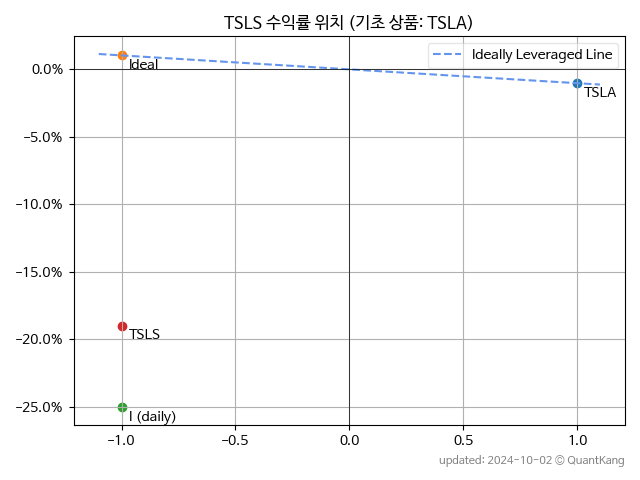 TSLS 수익률 위치 (기초 상품: TSLA)
Ideally Leveraged Line
0.0%
−5.0%
−10.0%
−15.0%
−20.0%
−25.0%
Ideal
TSLA
TSLS
I (daily)
−1.0
−0.5
0.0
0.5
1.0
updated: 2024-10-02 © QuantKang